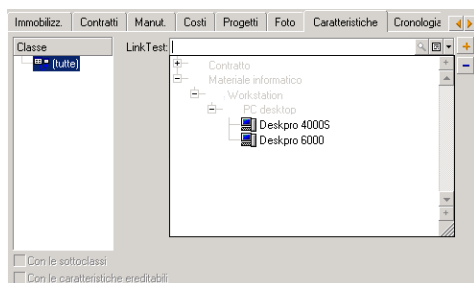 Immobilizz. Contratti Manut. Costi Progetti Foto Caratteristiche Cronologie
Classe LinkTest:
(tutte)
Contratto
Materiale informatico
Workstation
PC desktop
Deskpro 4000S
Deskpro 6000
Con le sottoclassi
Con le caratteristiche ereditabili